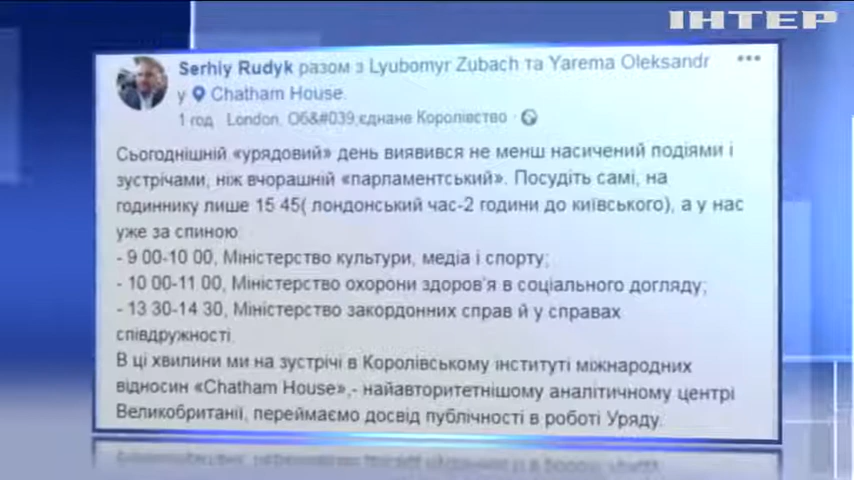 ІНТЕР
Serhiy Rudyk разом з Lyubomyr Zubach та Yarema Oleksandr
у Chatham House.
1 год London, Об&#039,єднане Королівство ·
Сьогоднішній «урядовий» день виявився не менш насичений подіями і
зустрічами, ніж вчорашній «парламентський». Посудіть самі, на
годиннику лише 15 45( лондонський час-2 години до київського), а у нас
уже за спиною
- 9 00-10 00, Міністерство культури, медіа і спорту;
- 10 00-11 00, Міністерство охорони здоров'я в соціального догляду;
- 13 30-14 30, Міністерство закордонних справ й у справах
співдружності.
В ці хвилини ми на зустрічі в Королівському інституті міжнародних
відносин «Chatham House»,- найавторитетнішому аналітичному центрі
Великобританії, переймаємо досвід публічності в роботі Уряду.